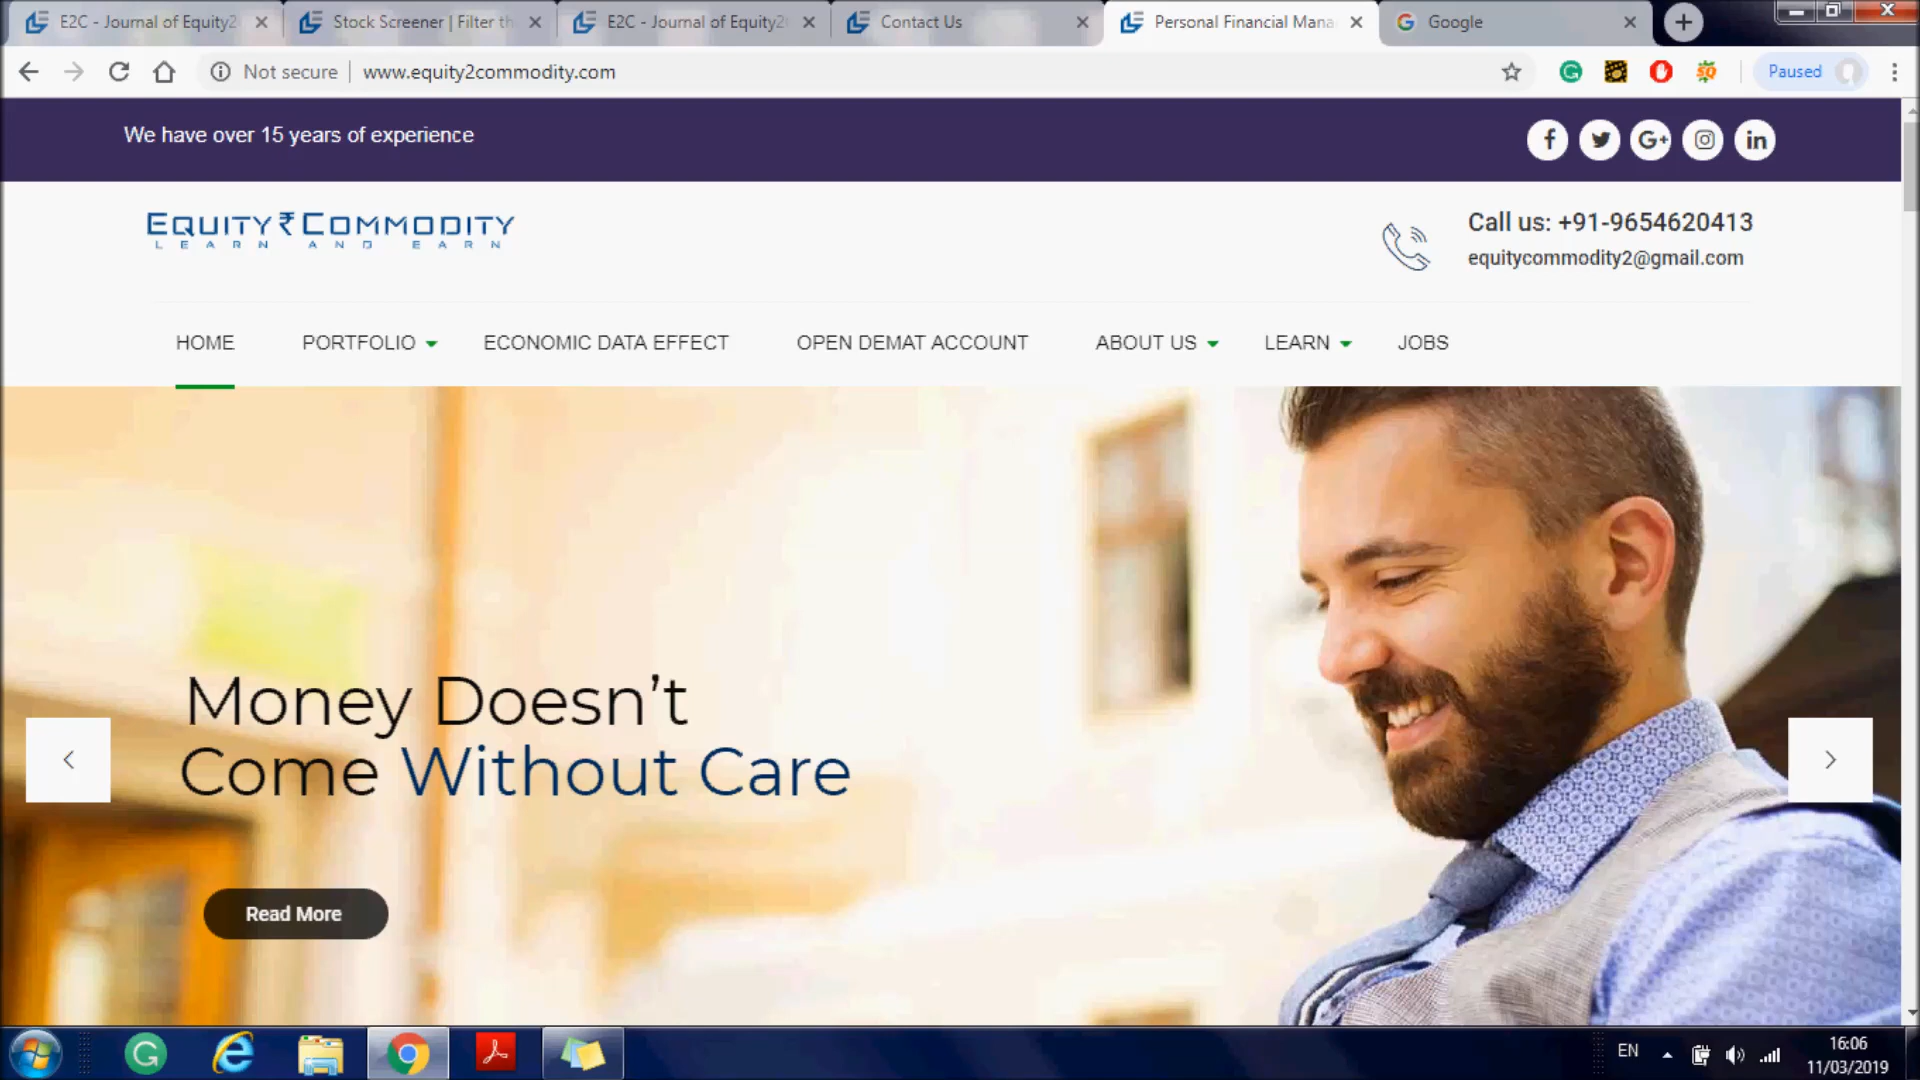 E2C - Journal of Equity2
Stock Screener | Filter th
E2C - Journal of Equity2
Contact Us
Personal Financial Mana
Google
Not secure
www.equity2commodity.com
Paused
We have over 15 years of experience
EQUITY ₹ COMMODITY
LEARN AND EARN
Call us: +91-9654620413
equitycommodity2@gmail.com
HOME
PORTFOLIO
ECONOMIC DATA EFFECT
OPEN DEMAT ACCOUNT
ABOUT US
LEARN
JOBS
Money Doesn't
Come Without Care
Read More
EN
16:06
11/03/2019